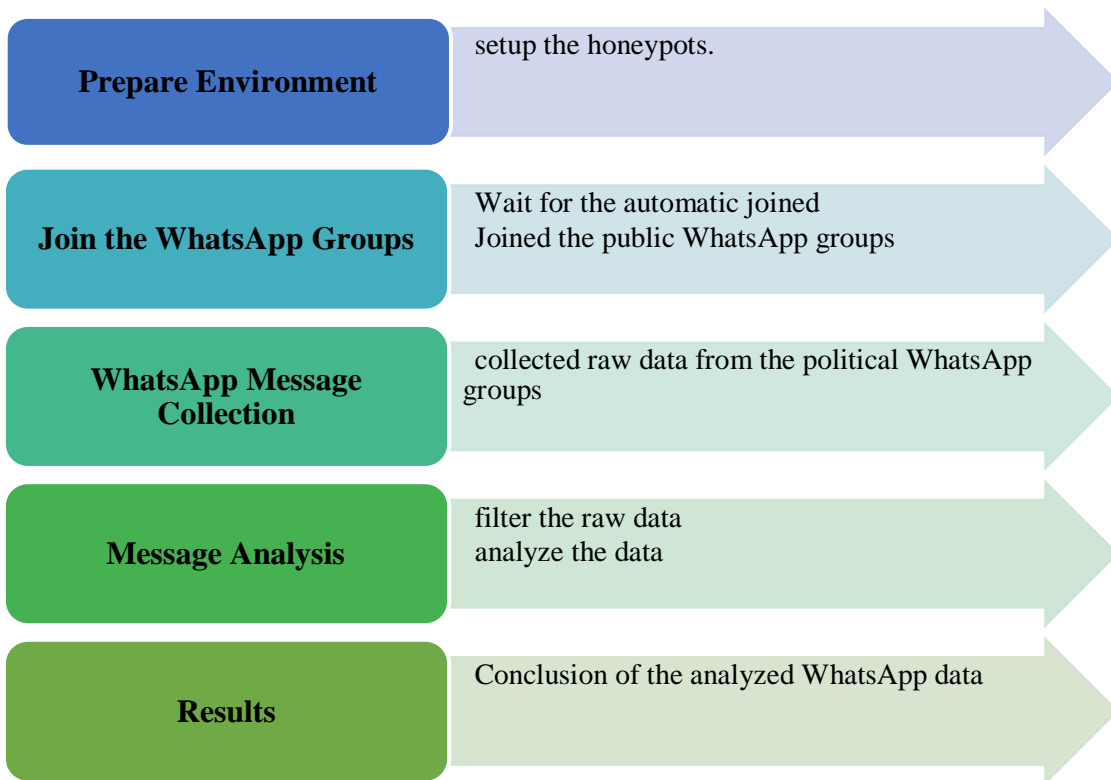 Prepare Environment
setup the honeypots.
Join the WhatsApp Groups
Wait for the automatic joined
Joined the public WhatsApp groups
WhatsApp Message
Collection
collected raw data from the political WhatsApp
groups
Message Analysis
filter the raw data
analyze the data
Results
Conclusion of the analyzed WhatsApp data